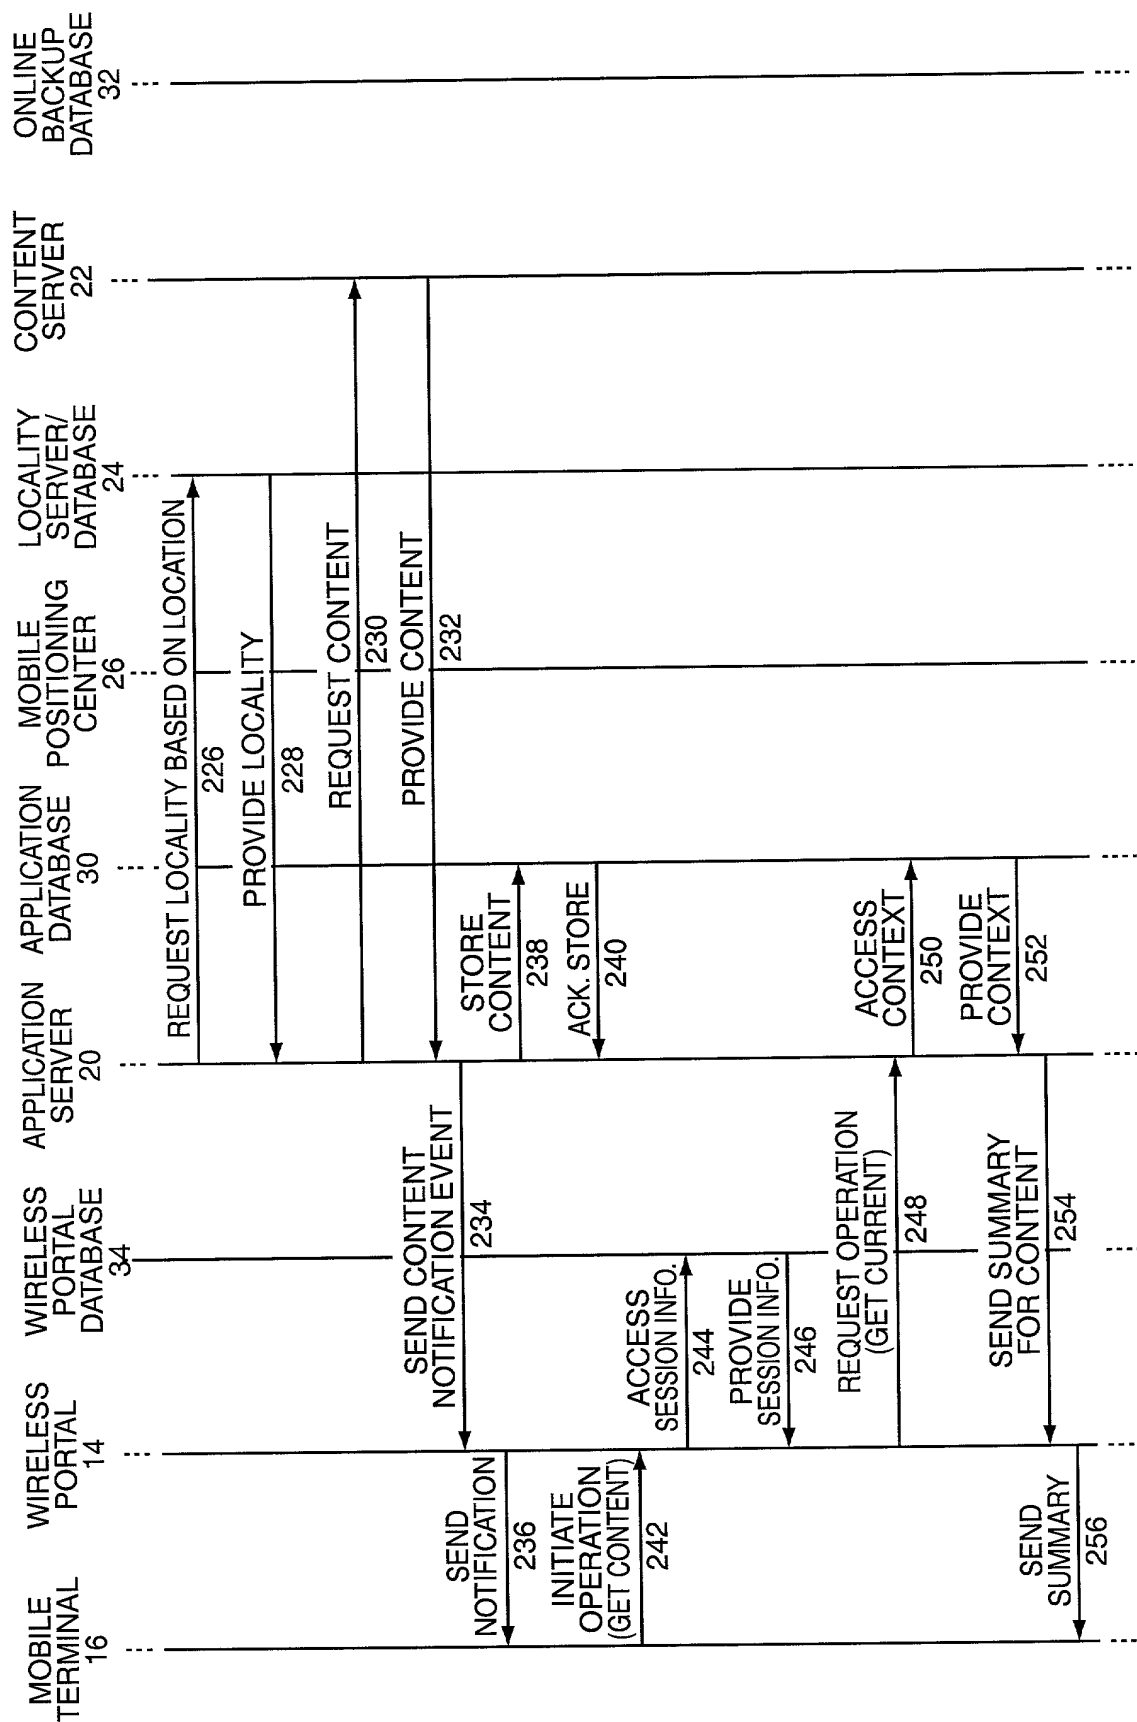 MOBILE
TERMINAL
16
WIRELESS
PORTAL
14
WIRELESS
PORTAL
DATABASE
34
APPLICATION
SERVER
20
APPLICATION
DATABASE
30
MOBILE
POSITIONING
CENTER
26
LOCALITY
SERVER/
DATABASE
24
CONTENT
SERVER
22
ONLINE
BACKUP
DATABASE
32
REQUEST LOCALITY BASED ON LOCATION
226
PROVIDE LOCALITY
228
REQUEST CONTENT
230
PROVIDE CONTENT
232
SEND CONTENT
NOTIFICATION EVENT
234
SEND
NOTIFICATION
236
STORE
CONTENT
238
ACK. STORE
240
INITIATE
OPERATION
(GET CONTENT)
242
ACCESS
SESSION INFO.
244
PROVIDE
SESSION INFO.
246
REQUEST OPERATION
(GET CURRENT)
248
ACCESS
CONTEXT
250
PROVIDE
CONTEXT
252
SEND SUMMARY
FOR CONTENT
254
SEND
SUMMARY
256